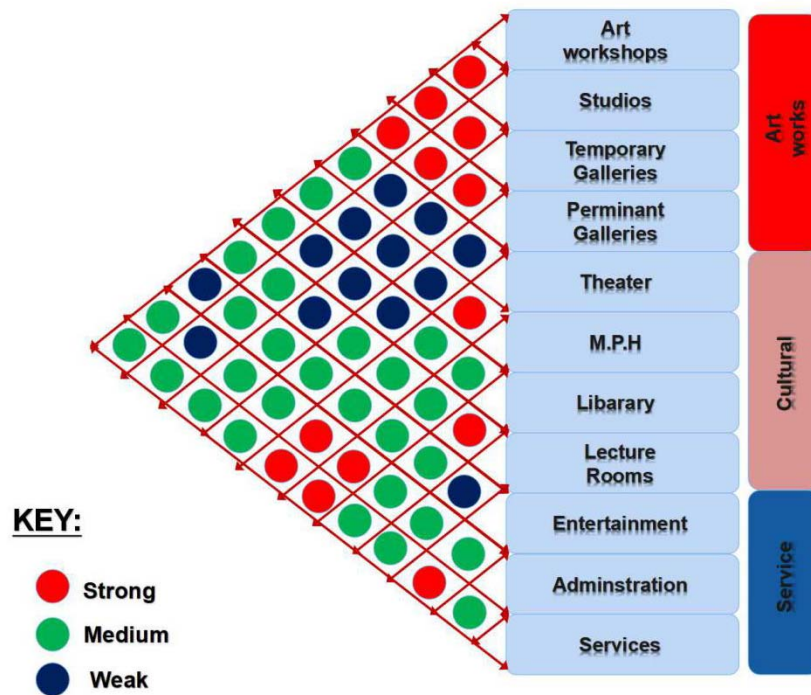 Art
workshops
Studios
Temporary
Galleries
Perminant
Galleries
Theater
M.P.H
Libarary
Lecture
Rooms
Entertainment
Adminstration
Services
Art
works
Cultural
Service
KEY:
Strong
Medium
Weak